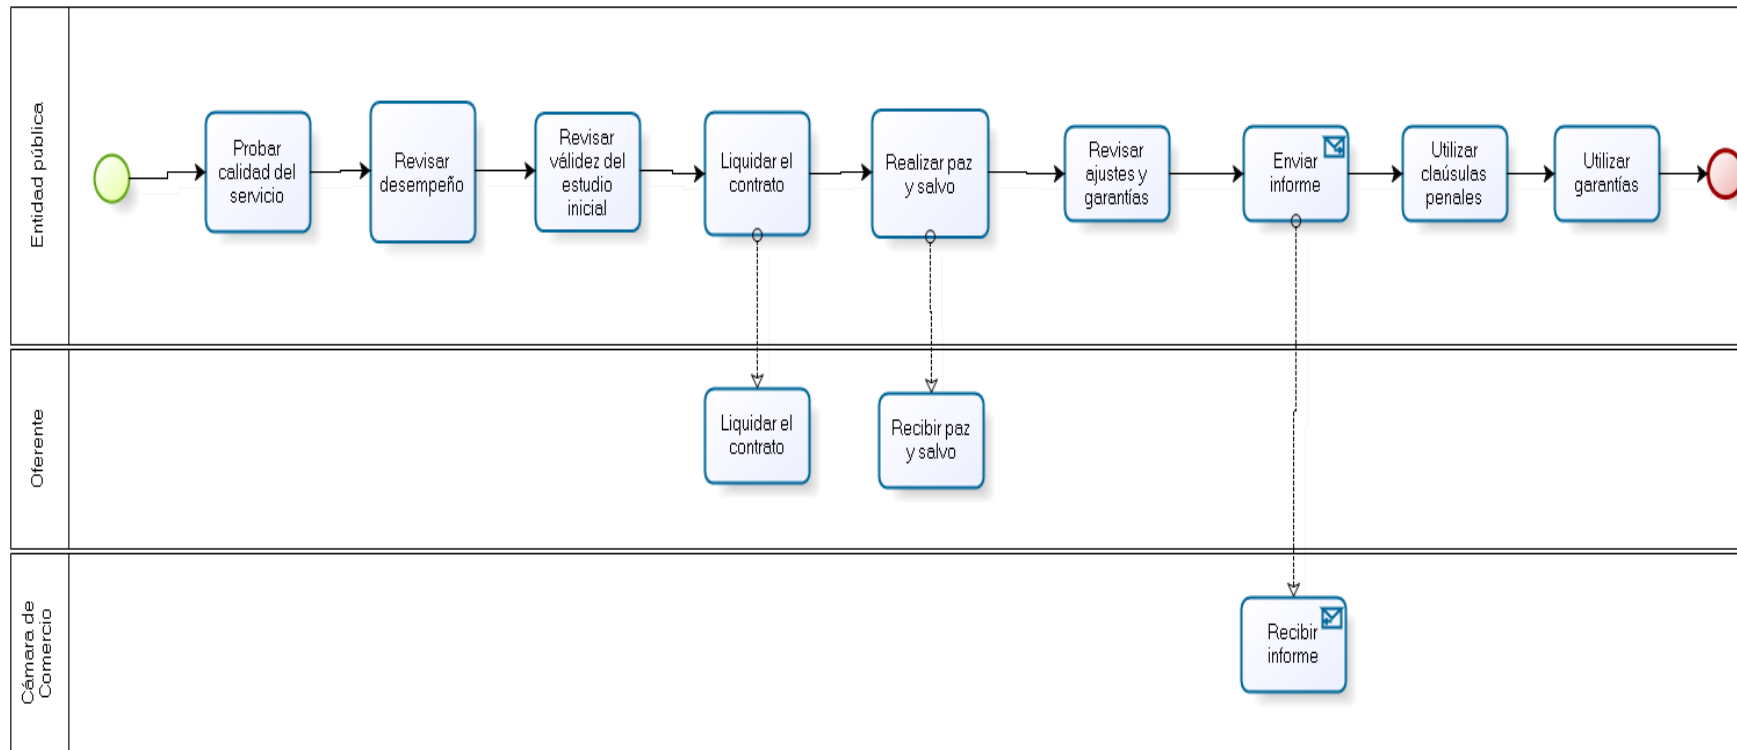 Entidad pública
Probar
calidad del
servicio
Revisar
desempeño
Revisar
válidez del
estudio
inicial
Liquidar el
contrato
Realizar paz
y salvo
Revisar
ajustes y
garantías
Enviar
informe
Utilizar
claúsulas
penales
Utilizar
garantías
Oferente
Liquidar el
contrato
Recibir paz
y salvo
Cámara de
Comercio
Recibir
informe